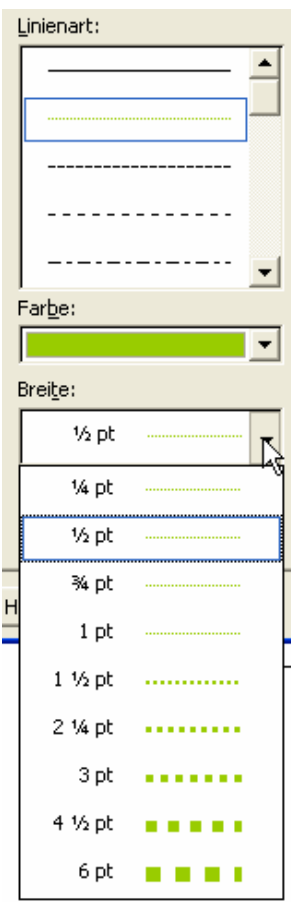 Linienart:
Farbe:
Breite:
½ pt
¼ pt
½ pt
¾ pt
1 pt
1 ½ pt
2 ¼ pt
3 pt
4 ½ pt
6 pt
H